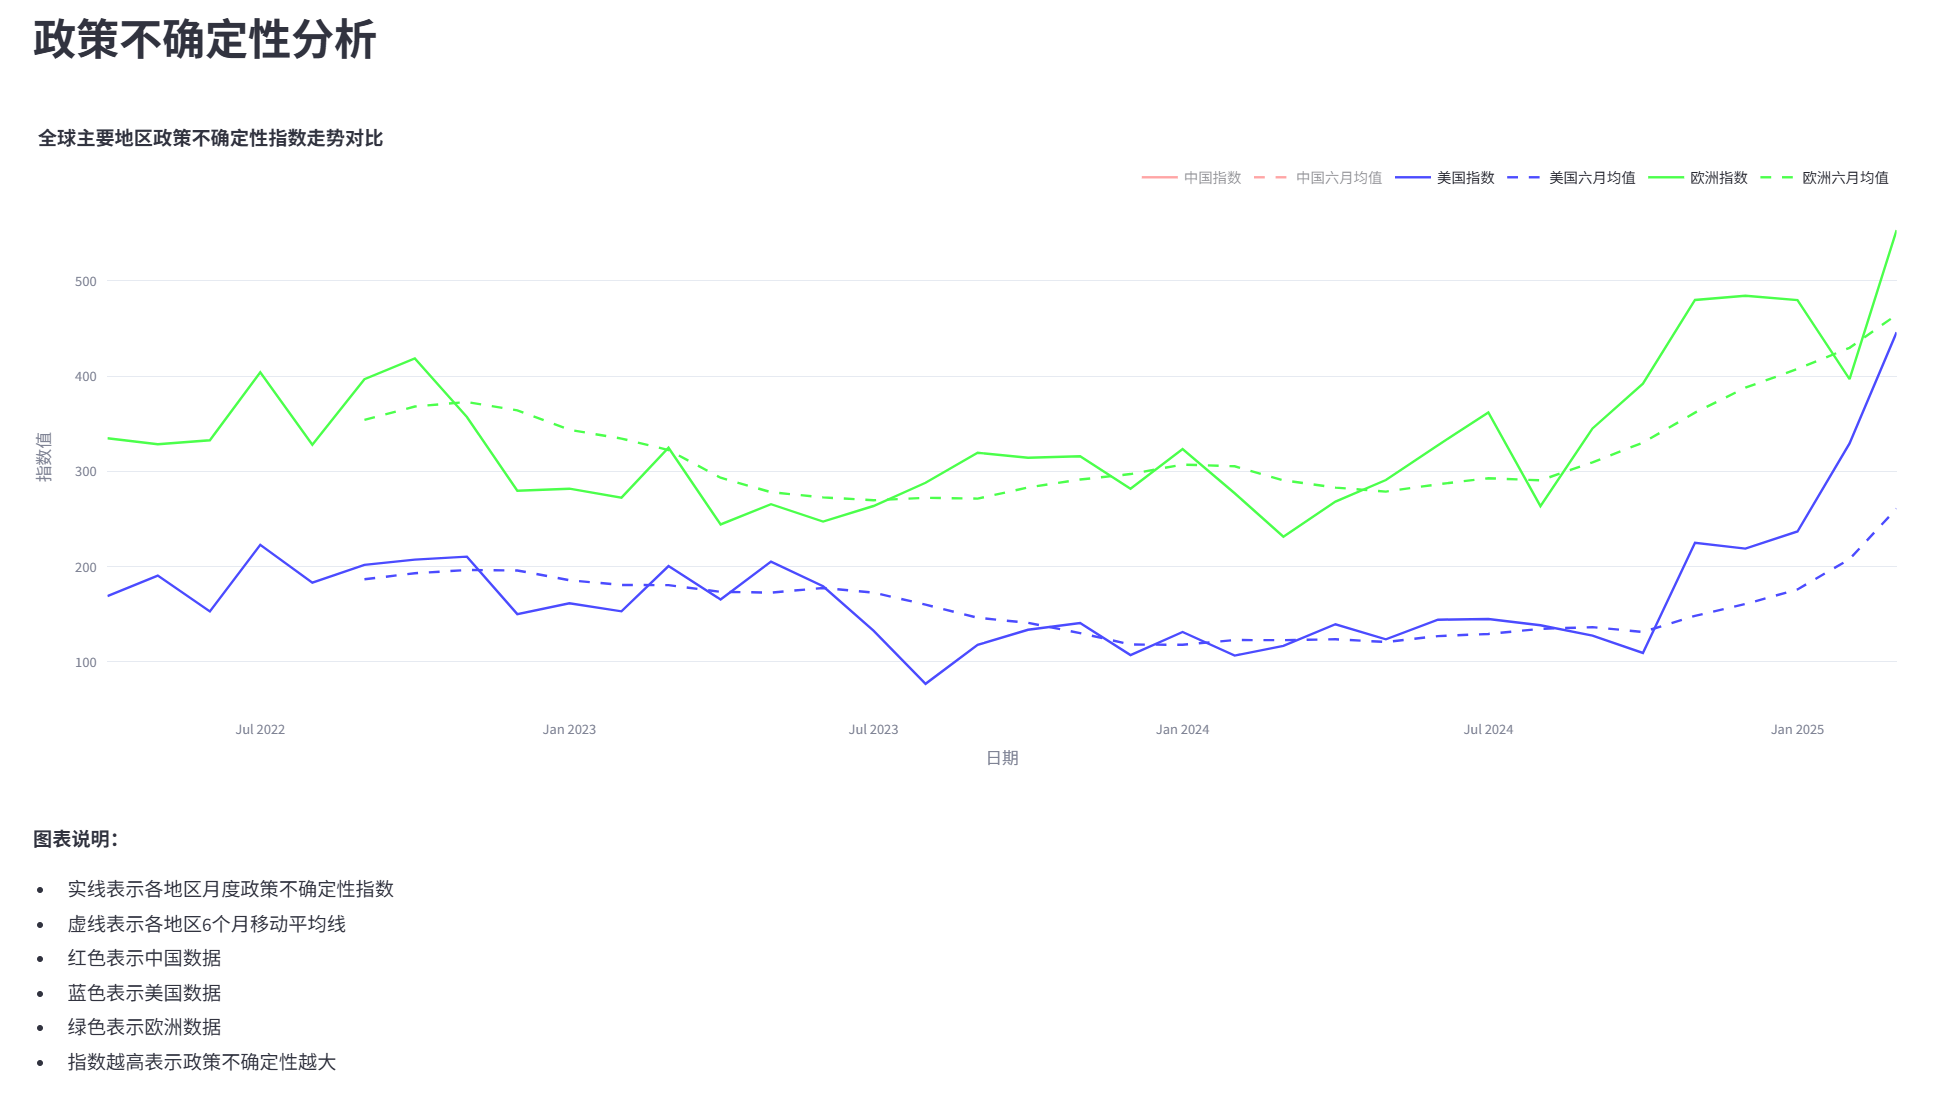 政策不确定性分析
全球主要地区政策不确定性指数走势对比
中国指数 中国六月均值 美国指数 美国六月均值 欧洲指数 欧洲六月均值
500
400
300
200
100
指数值
Jul 2022 Jan 2023 Jul 2023 Jan 2024 Jul 2024 Jan 2025
日期
图表说明：
• 实线表示各地区月度政策不确定性指数
• 虚线表示各地区6个月移动平均线
• 红色表示中国数据
• 蓝色表示美国数据
• 绿色表示欧洲数据
• 指数越高表示政策不确定性越大